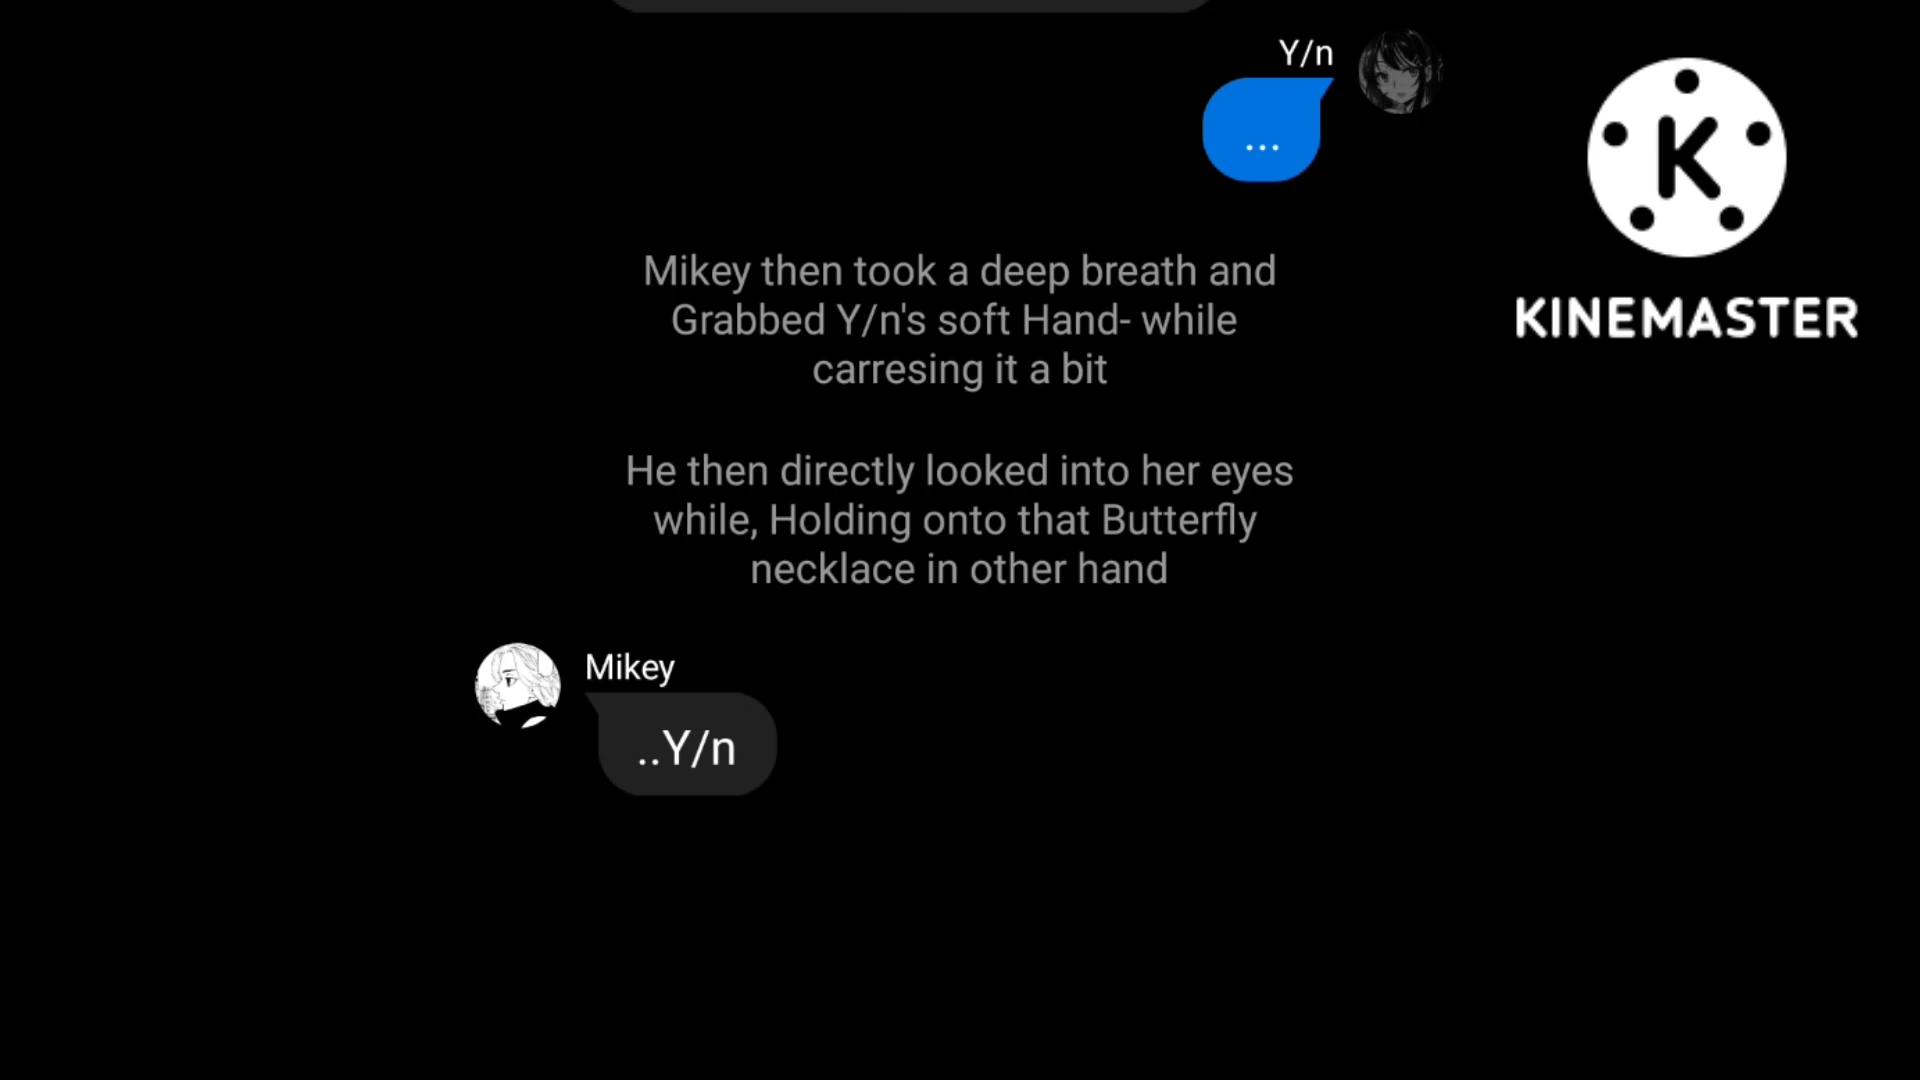 Y/n
...
Mikey then took a deep breath and
Grabbed Y/n's soft Hand- while
carresing it a bit
He then directly looked into her eyes
while, Holding onto that Butterfly
necklace in other hand
Mikey
..Y/n
K
KINEMASTER